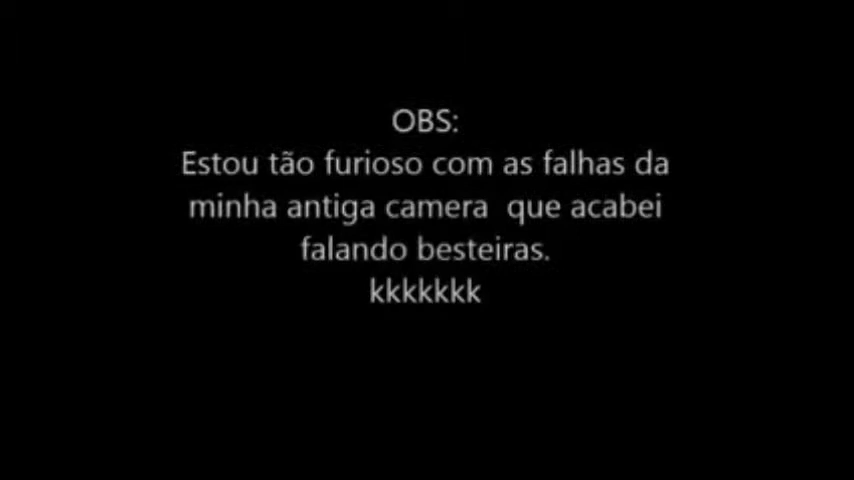 OBS:
Estou tão furioso com as falhas da
minha antiga camera  que acabei
falando besteiras.
kkkkkkk